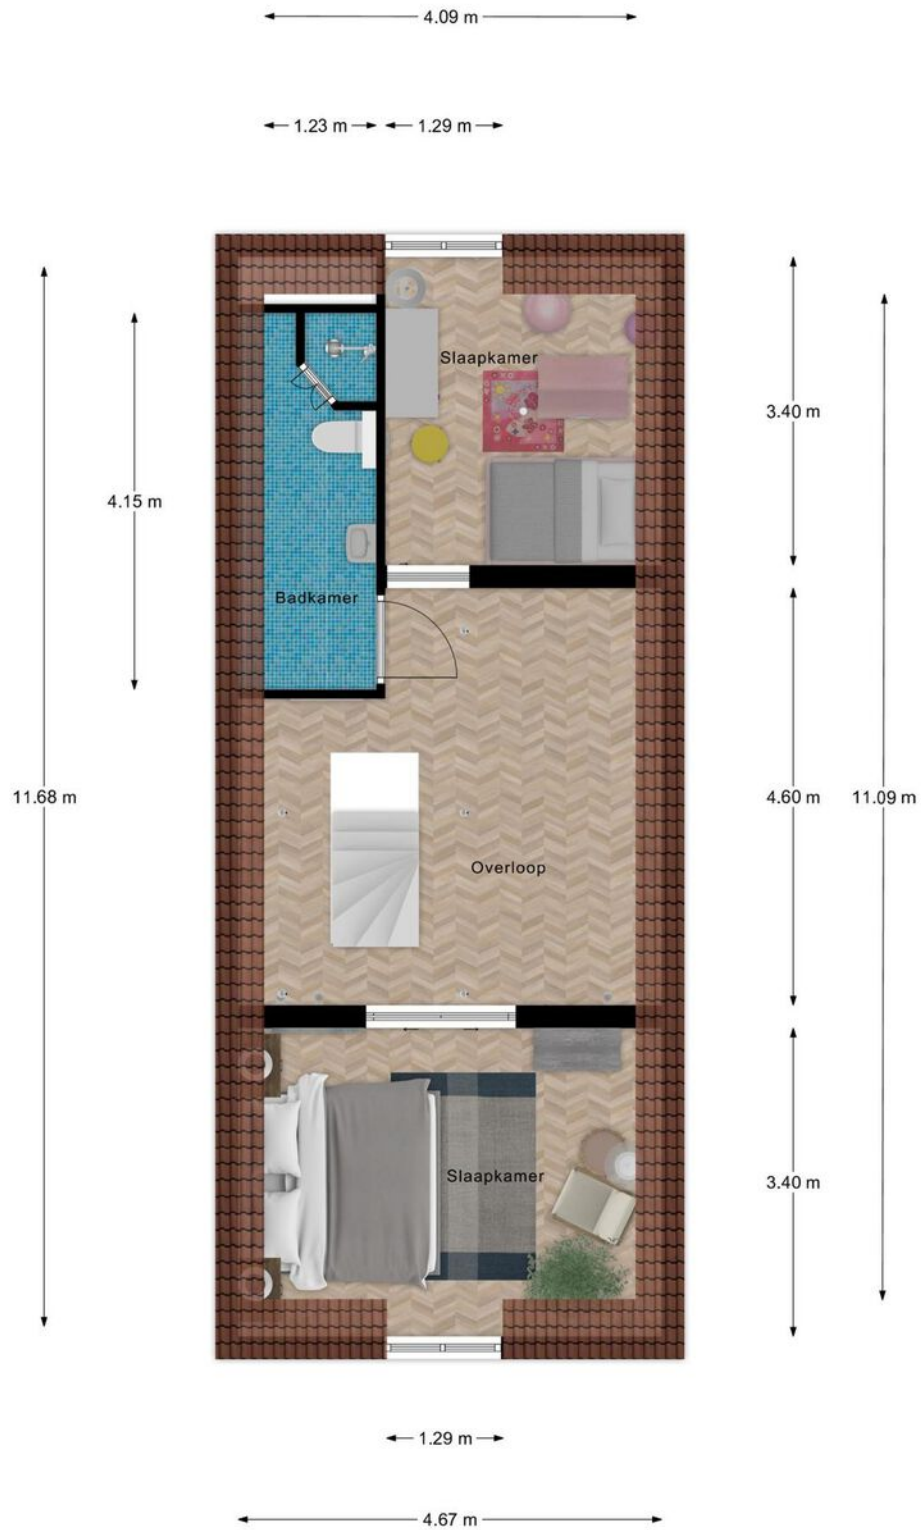 4.09 m
1.23 m
1.29 m
Slaapkamer
3.40 m
4.15 m
Badkamer
11.68 m
4.60 m
11.09 m
Overloop
Slaapkamer
3.40 m
1.29 m
4.67 m